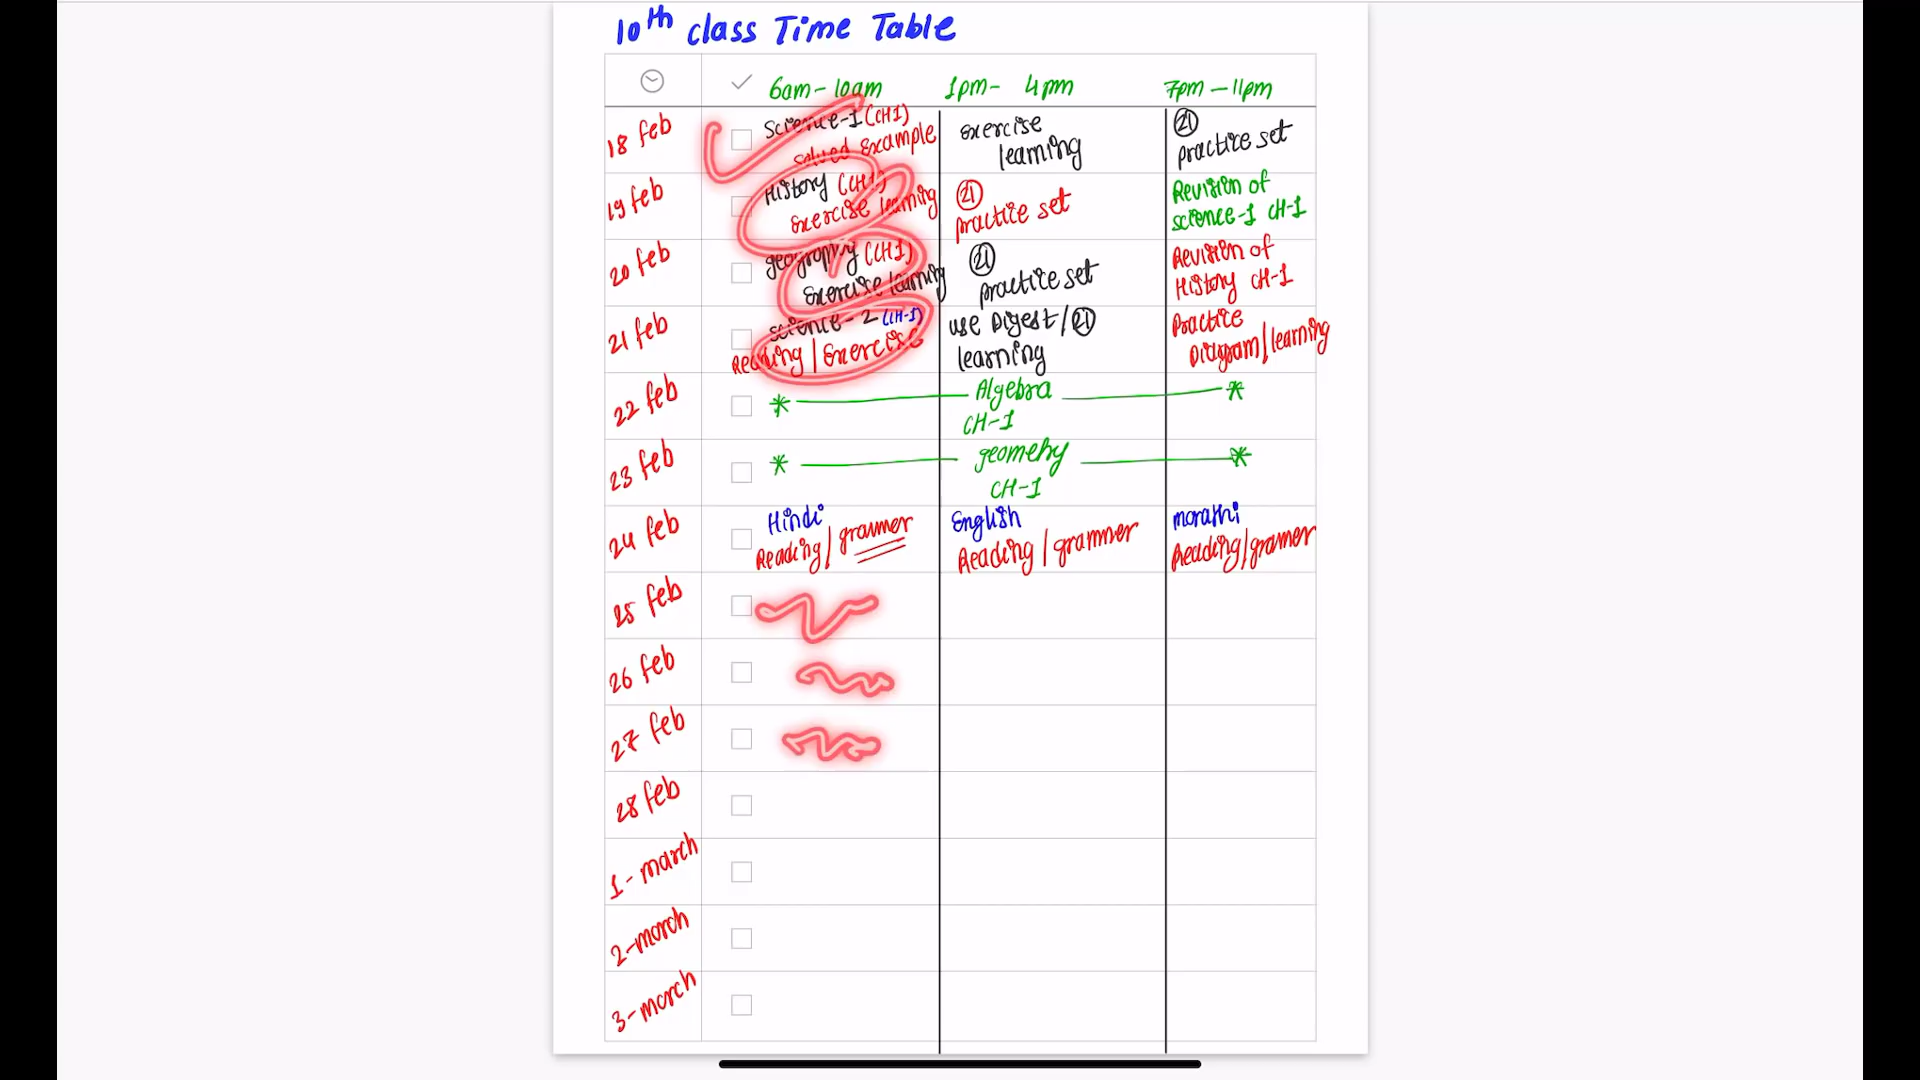 10th class Time Table
6am - 10am 1pm - 4pm 7pm - 11pm
18 feb Science-1 (CH1) exercise (21)
solved Example learning practice set
19 feb History (CH1) (21) Revision of
Exercise learning practice set science-1 CH-1
20 feb geography (CH1) (21) Revision of
Exercise learning practice set History CH-1
21 feb science-2 (CH-1) use Digest/(21) Practice
Reading/Exercise learning Diagram/learning
22 feb * Algebra *
CH-1
23 feb * geometry *
CH-1
24 feb Hindi English marathi
Reading/grammer Reading/grammer Reading/gramer
25 feb
26 feb
27 feb
28 feb
1-march
2-march
3-march